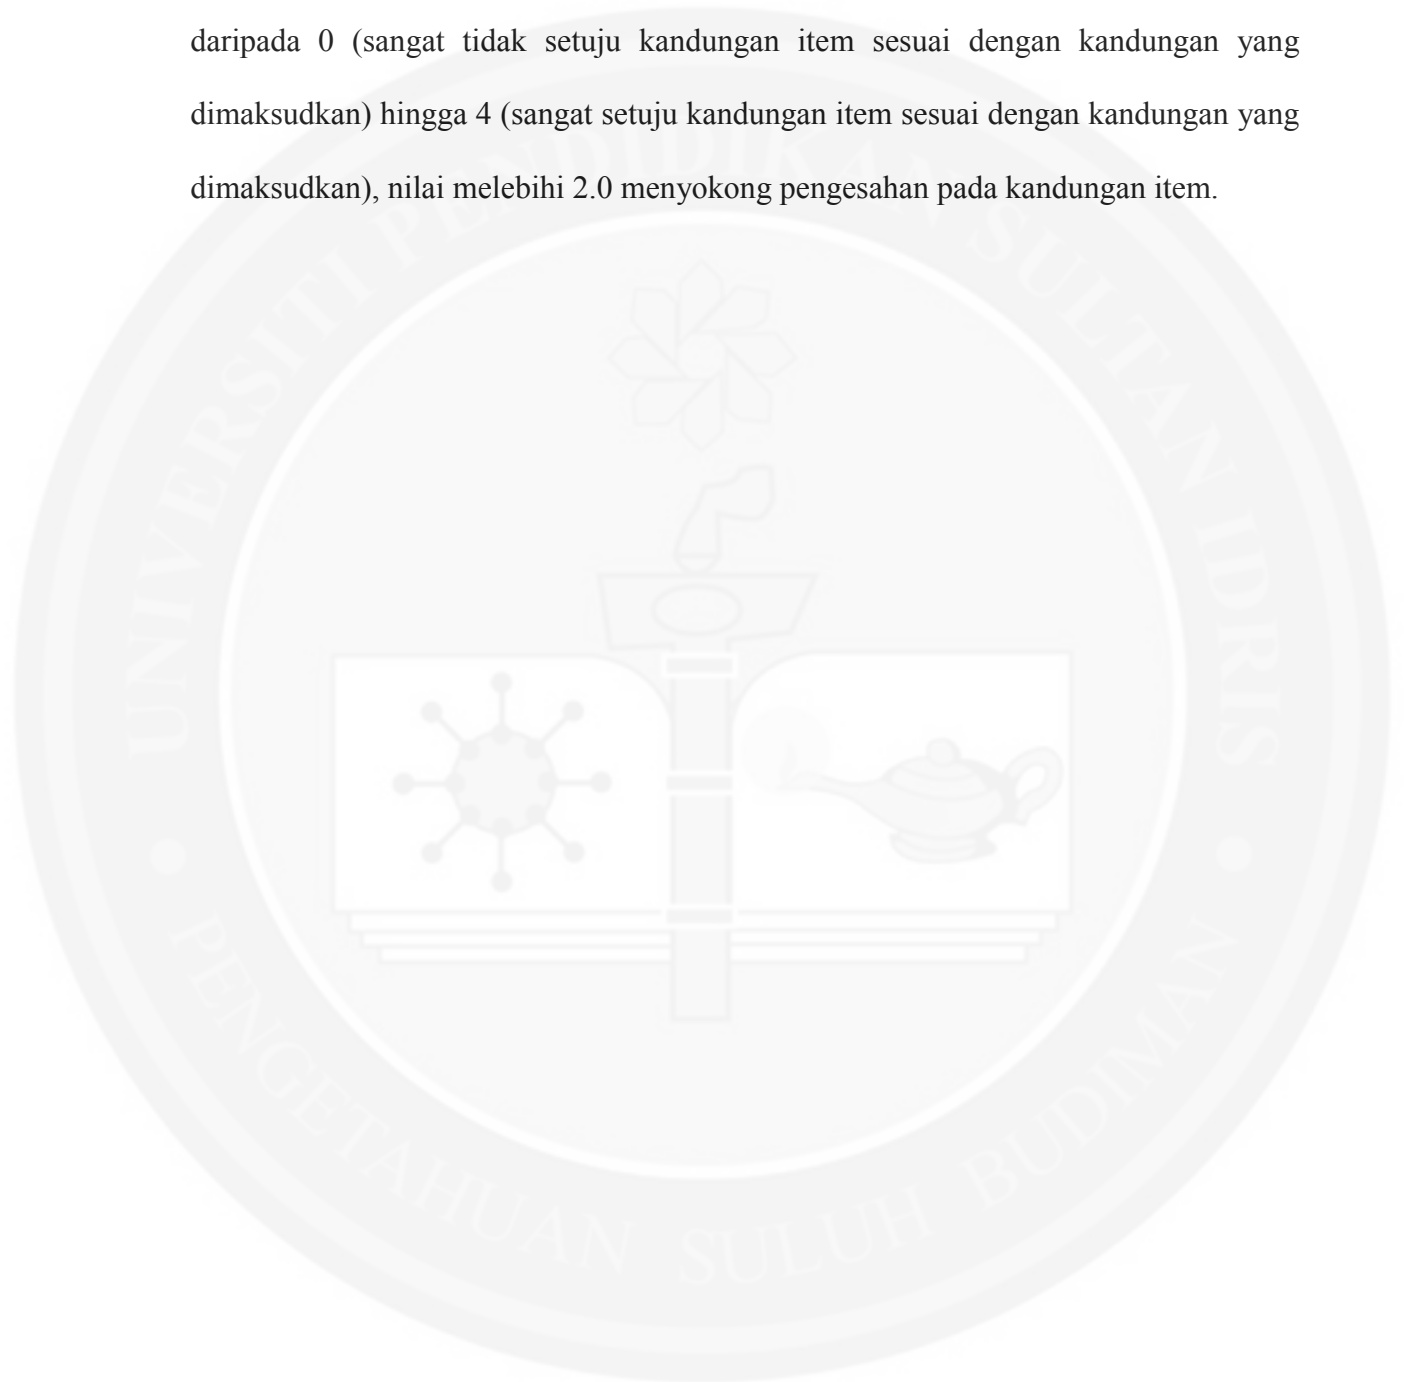 daripada 0 (sangat tidak setuju kandungan item sesuai dengan kandungan yang
dimaksudkan) hingga 4 (sangat setuju kandungan item sesuai dengan kandungan yang
dimaksudkan), nilai melebihi 2.0 menyokong pengesahan pada kandungan item.
UNIVERSITI PENDIDIKAN SULTAN IDRIS
PENGETAHUAN SULUH BUDIMAN